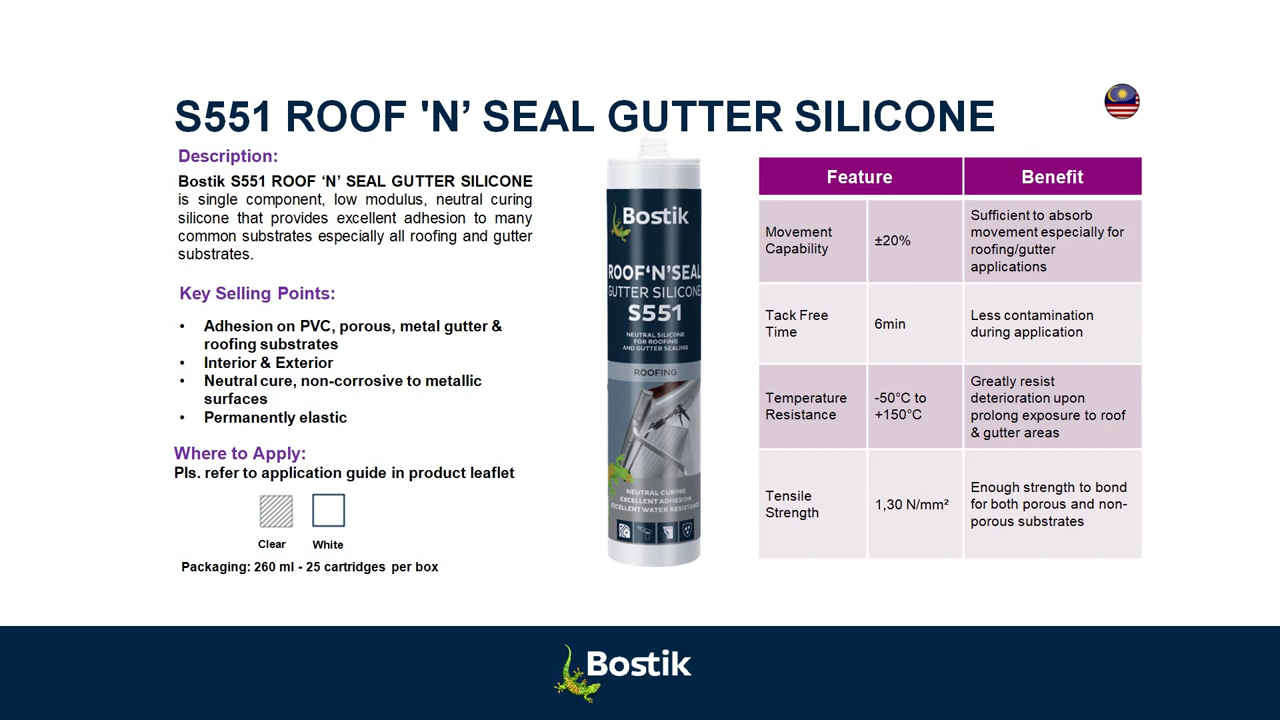 S551 ROOF 'N’ SEAL GUTTER SILICONE
Description:
Bostik S551 ROOF ‘N’ SEAL GUTTER SILICONE
is single component, low modulus, neutral curing
silicone that provides excellent adhesion to many
common substrates especially all roofing and gutter
substrates.
Key Selling Points:
• Adhesion on PVC, porous, metal gutter &
roofing substrates
• Interior & Exterior
• Neutral cure, non-corrosive to metallic
surfaces
• Permanently elastic
Where to Apply:
Pls. refer to application guide in product leaflet
Clear White
Packaging: 260 ml - 25 cartridges per box
Bostik
ROOF‘N’SEAL
GUTTER SILICONE
S551
NEUTRAL SILICONE
FOR ROOFING
AND GUTTER SEALING
ROOFING
NEUTRAL CURING
EXCELLENT ADHESION
EXCELLENT WATER RESISTANCE
Feature Benefit
Movement
Capability
±20%
Sufficient to absorb
movement especially for
roofing/gutter
applications
Tack Free
Time
6min
Less contamination
during application
Temperature
Resistance
-50°C to
+150°C
Greatly resist
deterioration upon
prolong exposure to roof
& gutter areas
Tensile
Strength
1,30 N/mm²
Enough strength to bond
for both porous and non-
porous substrates
Bostik